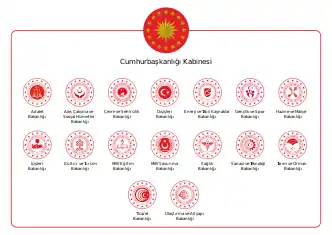 Cumhurbaşkanlığı Kabinesi
Adalet
Bakanlığı
Aile, Çalışma ve
Sosyal Hizmetler
Bakanlığı
Çevre ve Şehircilik
Bakanlığı
Dışişleri
Bakanlığı
Enerji ve Tabii Kaynaklar
Bakanlığı
Gençlik ve Spor
Bakanlığı
Hazine ve Maliye
Bakanlığı
İçişleri
Bakanlığı
Kültür ve Turizm
Bakanlığı
Milli Eğitim
Bakanlığı
Milli Savunma
Bakanlığı
Sağlık
Bakanlığı
Sanayi ve Teknoloji
Bakanlığı
Tarım ve Orman
Bakanlığı
Ticaret
Bakanlığı
Ulaştırma ve Altyapı
Bakanlığı